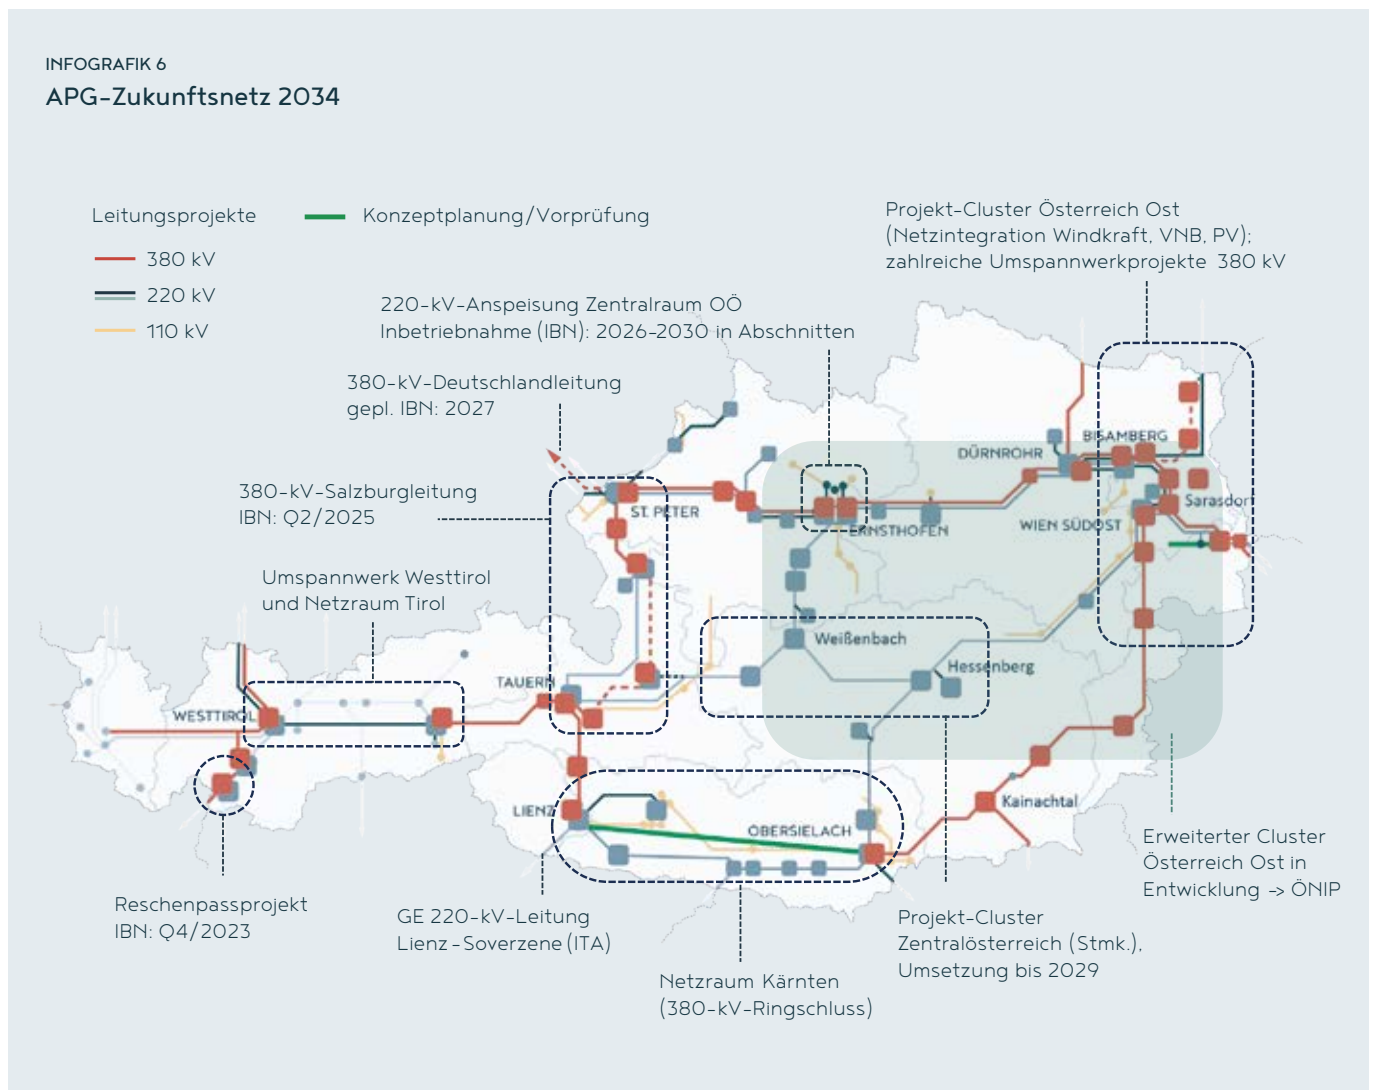 INFOGRAFIK 6
APG-Zukunftsnetz 2034
Leitungsprojekte
Konzeptplanung/Vorprüfung
380 kV
220 kV
110 kV
Projekt-Cluster Österreich Ost
(Netzintegration Windkraft, VNB, PV);
zahlreiche Umspannwerkprojekte 380 kV
220-kV-Anspeisung Zentralraum OÖ
Inbetriebnahme (IBN): 2026-2030 in Abschnitten
380-kV-Deutschlandleitung
gepl. IBN: 2027
380-kV-Salzburgleitung
IBN: Q2/2025
Umspannwerk Westtirol
und Netzraum Tirol
DÜRNROHR
BISAMBERG
ST. PETER
ERNSTHOFEN
WIEN SÜDOST
Sarasdorf
Weißenbach
Hessenberg
TAUERN
WESTTIROL
LIENZ
OBERSIELACH
Kainachtal
Reschenpassprojekt
IBN: Q4/2023
GE 220-kV-Leitung
Lienz-Soverzene (ITA)
Netzraum Kärnten
(380-kV-Ringschluss)
Projekt-Cluster
Zentralösterreich (Stmk.),
Umsetzung bis 2029
Erweiterter Cluster
Österreich Ost in
Entwicklung -> ÖNIP